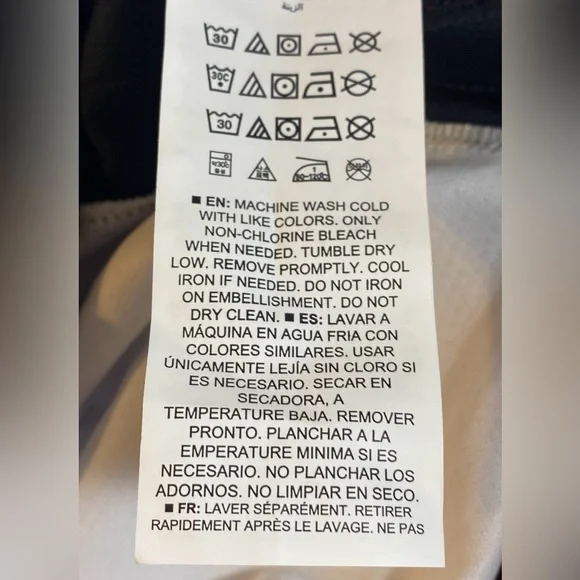 الزينة
30
30C
30
■ EN: MACHINE WASH COLD
WITH LIKE COLORS. ONLY
NON-CHLORINE BLEACH
WHEN NEEDED. TUMBLE DRY
LOW. REMOVE PROMPTLY. COOL
IRON IF NEEDED. DO NOT IRON
ON EMBELLISHMENT. DO NOT
DRY CLEAN. ■ ES: LAVAR A
MÁQUINA EN AGUA FRIA CON
COLORES SIMILARES. USAR
ÚNICAMENTE LEJÍA SIN CLORO SI
ES NECESARIO. SECAR EN
SECADORA, A
TEMPERATURE BAJA. REMOVER
PRONTO. PLANCHAR A LA
EMPERATURE MINIMA SI ES
NECESARIO. NO PLANCHAR LOS
ADORNOS. NO LIMPIAR EN SECO.
■ FR: LAVER SÉPARÉMENT. RETIRER
RAPIDEMENT APRÈS LE LAVAGE. NE PAS